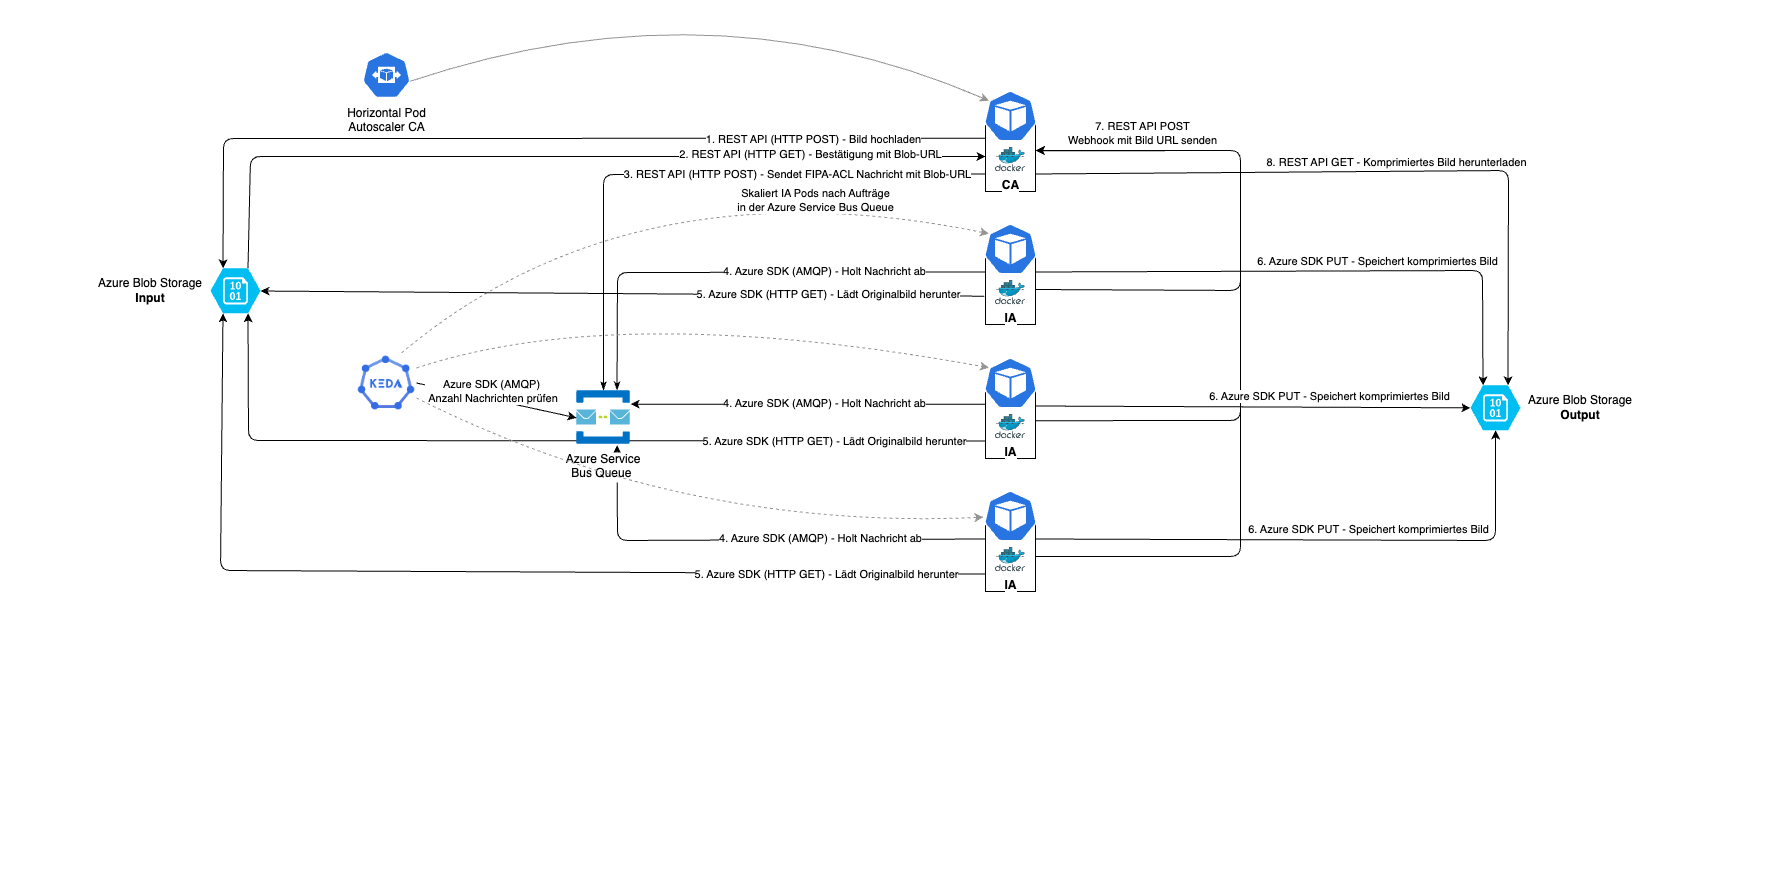 Horizontal Pod
Autoscaler CA
1. REST API (HTTP POST) - Bild hochladen
2. REST API (HTTP GET) - Bestätigung mit Blob-URL
3. REST API (HTTP POST) - Sendet FIPA-ACL Nachricht mit Blob-URL
docker
CA
7. REST API POST
Webhook mit Bild URL senden
8. REST API GET - Komprimiertes Bild herunterladen
Skaliert IA Pods nach Aufträge
in der Azure Service Bus Queue
4. Azure SDK (AMQP) - Holt Nachricht ab
5. Azure SDK (HTTP GET) - Lädt Originalbild herunter
docker
IA
6. Azure SDK PUT - Speichert komprimiertes Bild
Azure Blob Storage
Input
10
01
KEDA
Azure SDK (AMQP)
Anzahl Nachrichten prüfen
Azure Service
Bus Queue
4. Azure SDK (AMQP) - Holt Nachricht ab
5. Azure SDK (HTTP GET) - Lädt Originalbild herunter
docker
IA
6. Azure SDK PUT - Speichert komprimiertes Bild
10
01
Azure Blob Storage
Output
4. Azure SDK (AMQP) - Holt Nachricht ab
5. Azure SDK (HTTP GET) - Lädt Originalbild herunter
docker
IA
6. Azure SDK PUT - Speichert komprimiertes Bild